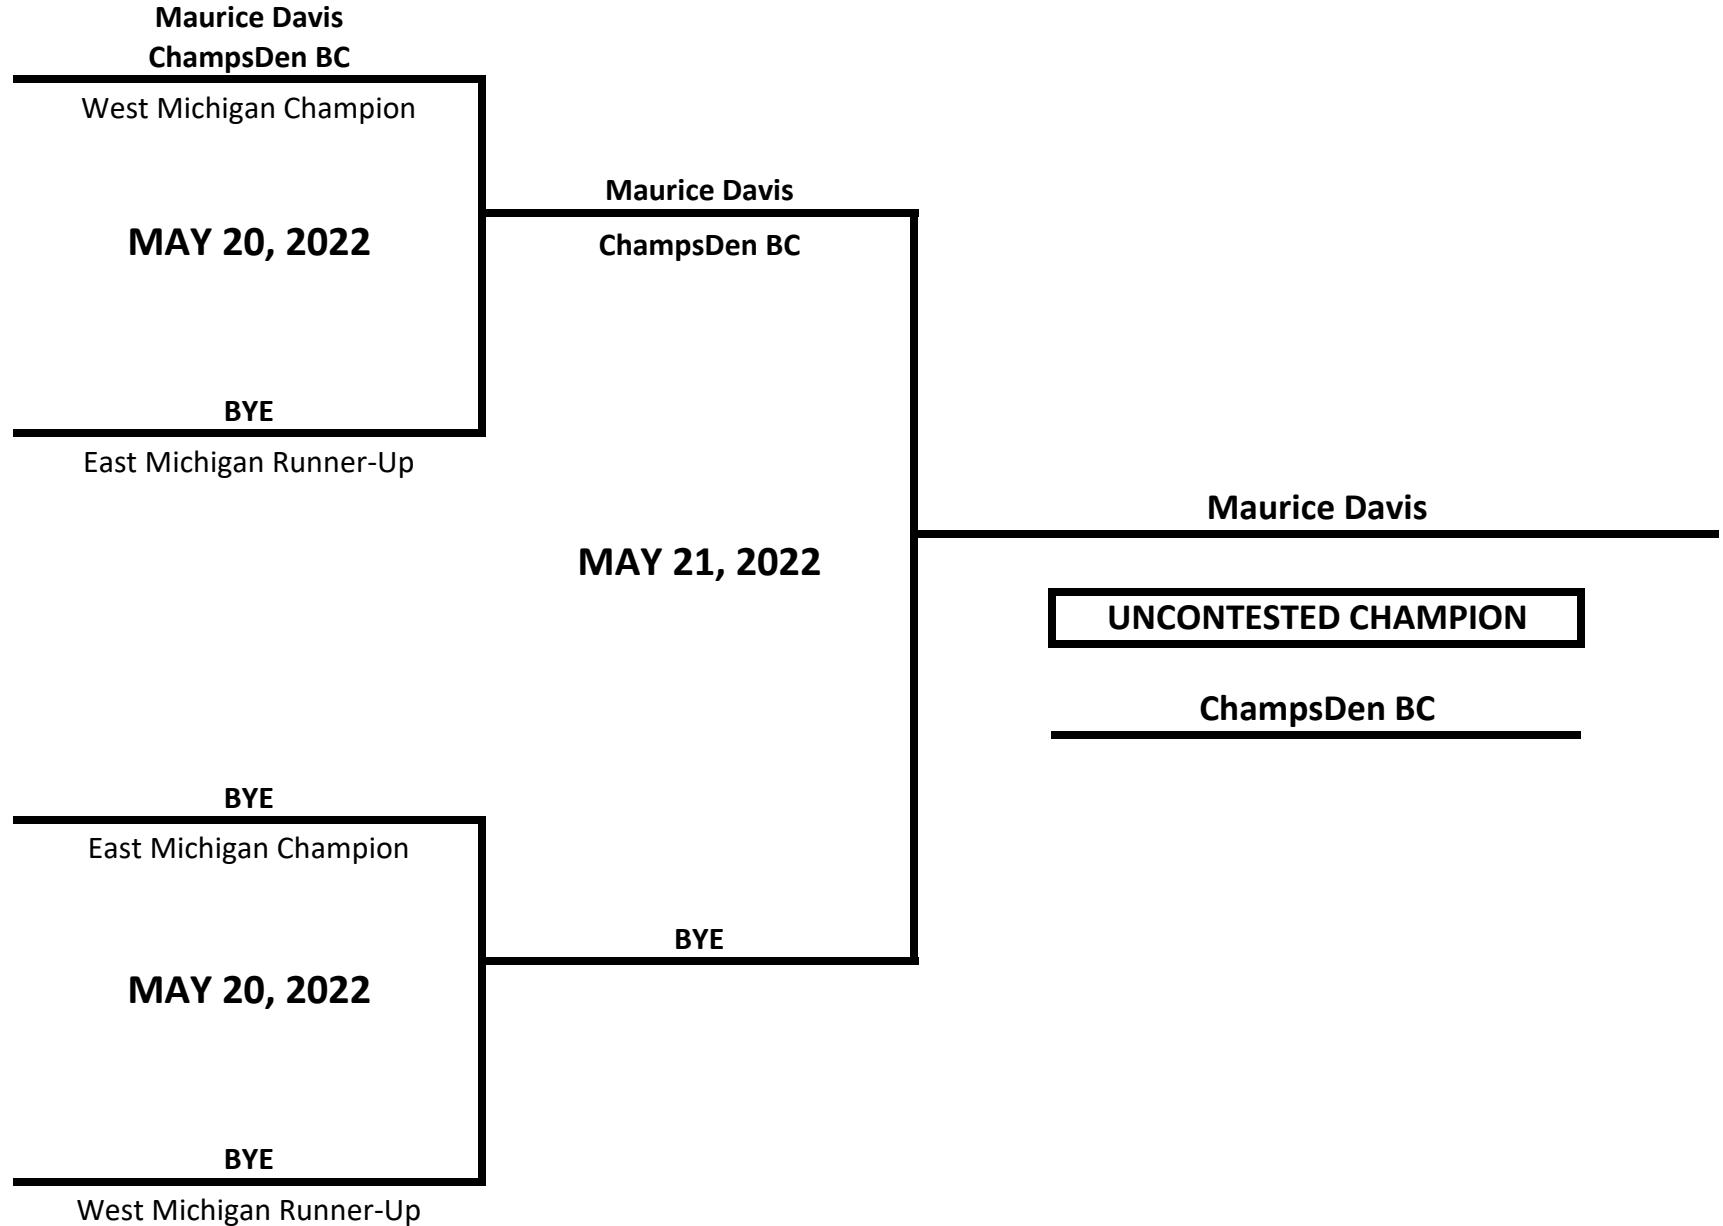 Maurice Davis
ChampsDen BC
West Michigan Champion
MAY 20, 2022
BYE
East Michigan Runner-Up
Maurice Davis
ChampsDen BC
MAY 21, 2022
Maurice Davis
UNCONTESTED CHAMPION
ChampsDen BC
BYE
East Michigan Champion
MAY 20, 2022
BYE
BYE
West Michigan Runner-Up